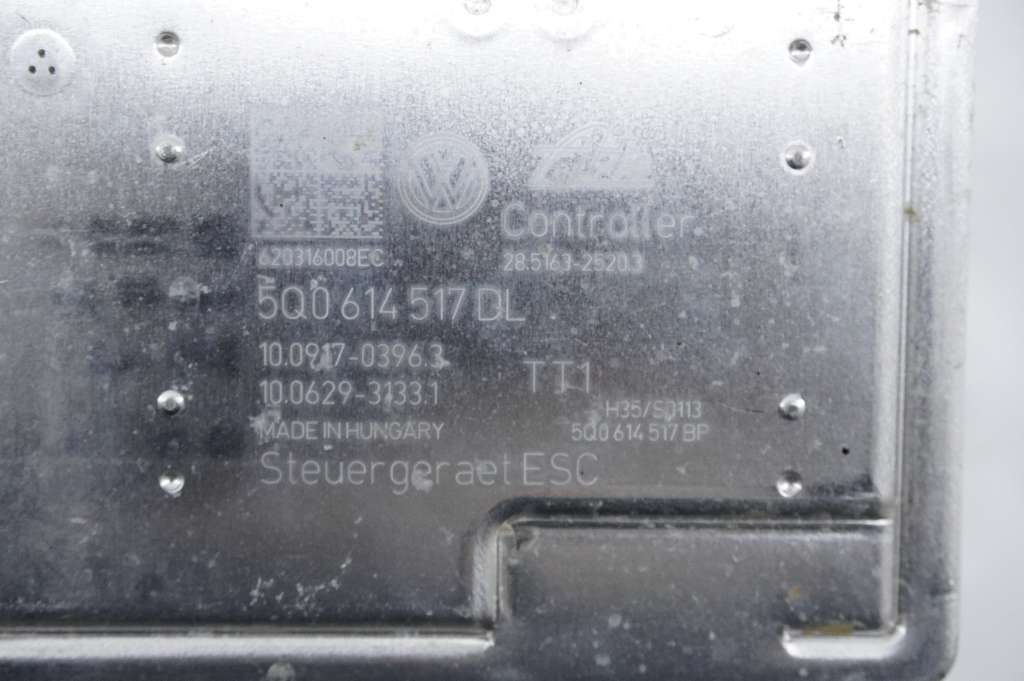 Controller
620316008EC
28.5163-2520.3
5Q0 614 517 DL
10.0917-0396.3
TT1
10.0629-3133.1
H35/S0113
MADE IN HUNGARY
5Q0 614 517 BP
Steuergeraet ESC